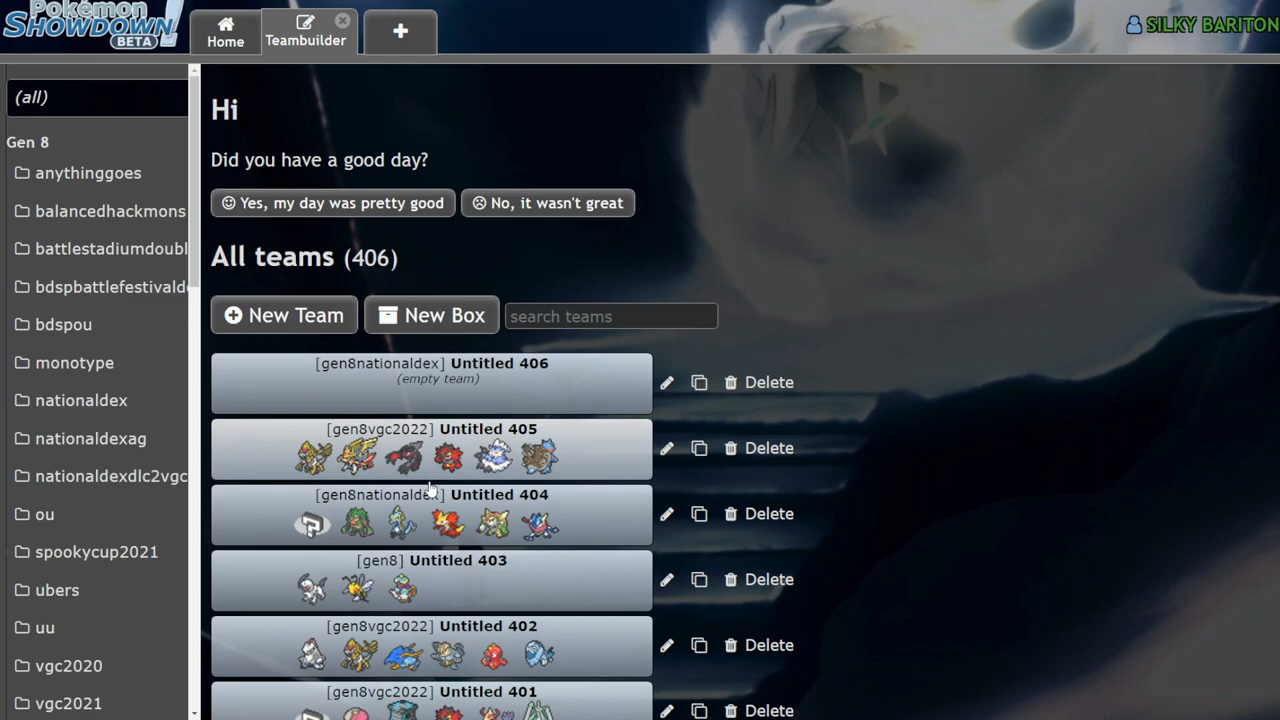 Pokémon
SHOWDOWN!
BETA
Home
Teambuilder
SILKY BARITON
(all)
Gen 8
anythinggoes
balancedhackmons
battlestadiumdoubl
bdspbattlefestivald
bdspou
monotype
nationaldex
nationaldexag
nationaldexdlc2vgc
ou
spookycup2021
ubers
uu
vgc2020
vgc2021
Hi
Did you have a good day?
Yes, my day was pretty good
No, it wasn't great
All teams (406)
New Team
New Box
search teams
[gen8nationaldex] Untitled 406
(empty team)
Delete
[gen8vgc2022] Untitled 405
Delete
[gen8nationaldex] Untitled 404
Delete
[gen8] Untitled 403
Delete
[gen8vgc2022] Untitled 402
Delete
[gen8vgc2022] Untitled 401
Delete